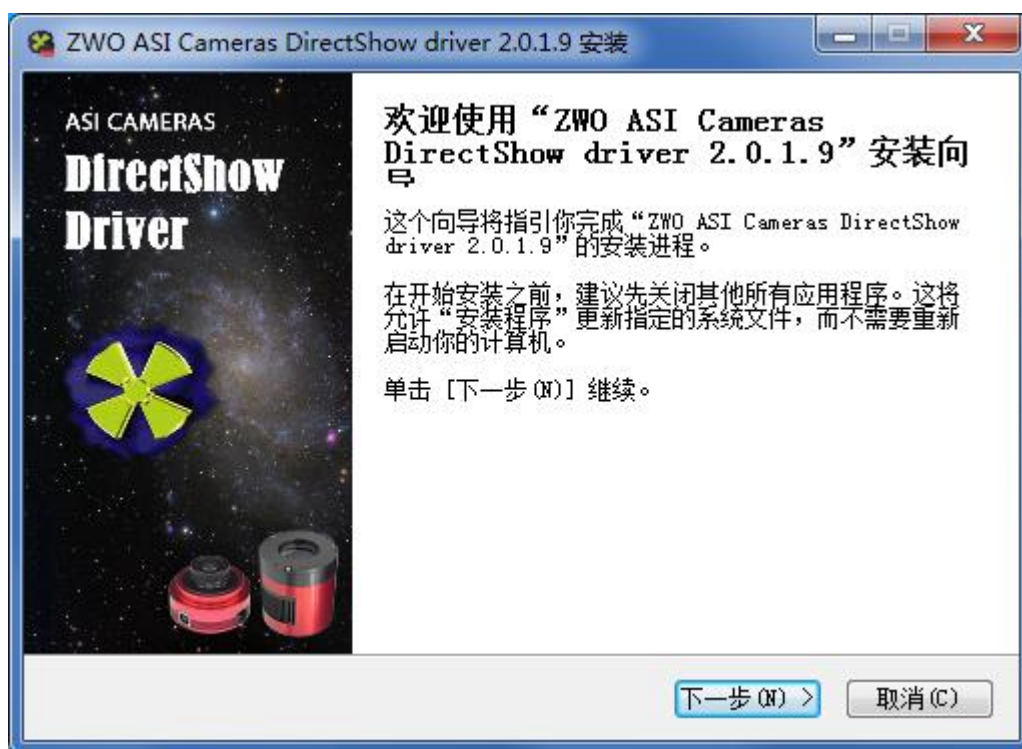 ZWO ASI Cameras DirectShow driver 2.0.1.9 安装
ASI CAMERAS
DirectShow
Driver
欢迎使用“ZWO ASI Cameras
DirectShow driver 2.0.1.9”安装向
导
这个向导将指引你完成“ZWO ASI Cameras DirectShow
driver 2.0.1.9”的安装进程。
在开始安装之前，建议先关闭其他所有应用程序。这将
允许“安装程序”更新指定的系统文件，而不需要重新
启动你的计算机。
单击 [下一步(N)] 继续。
下一步(N) >
取消(C)